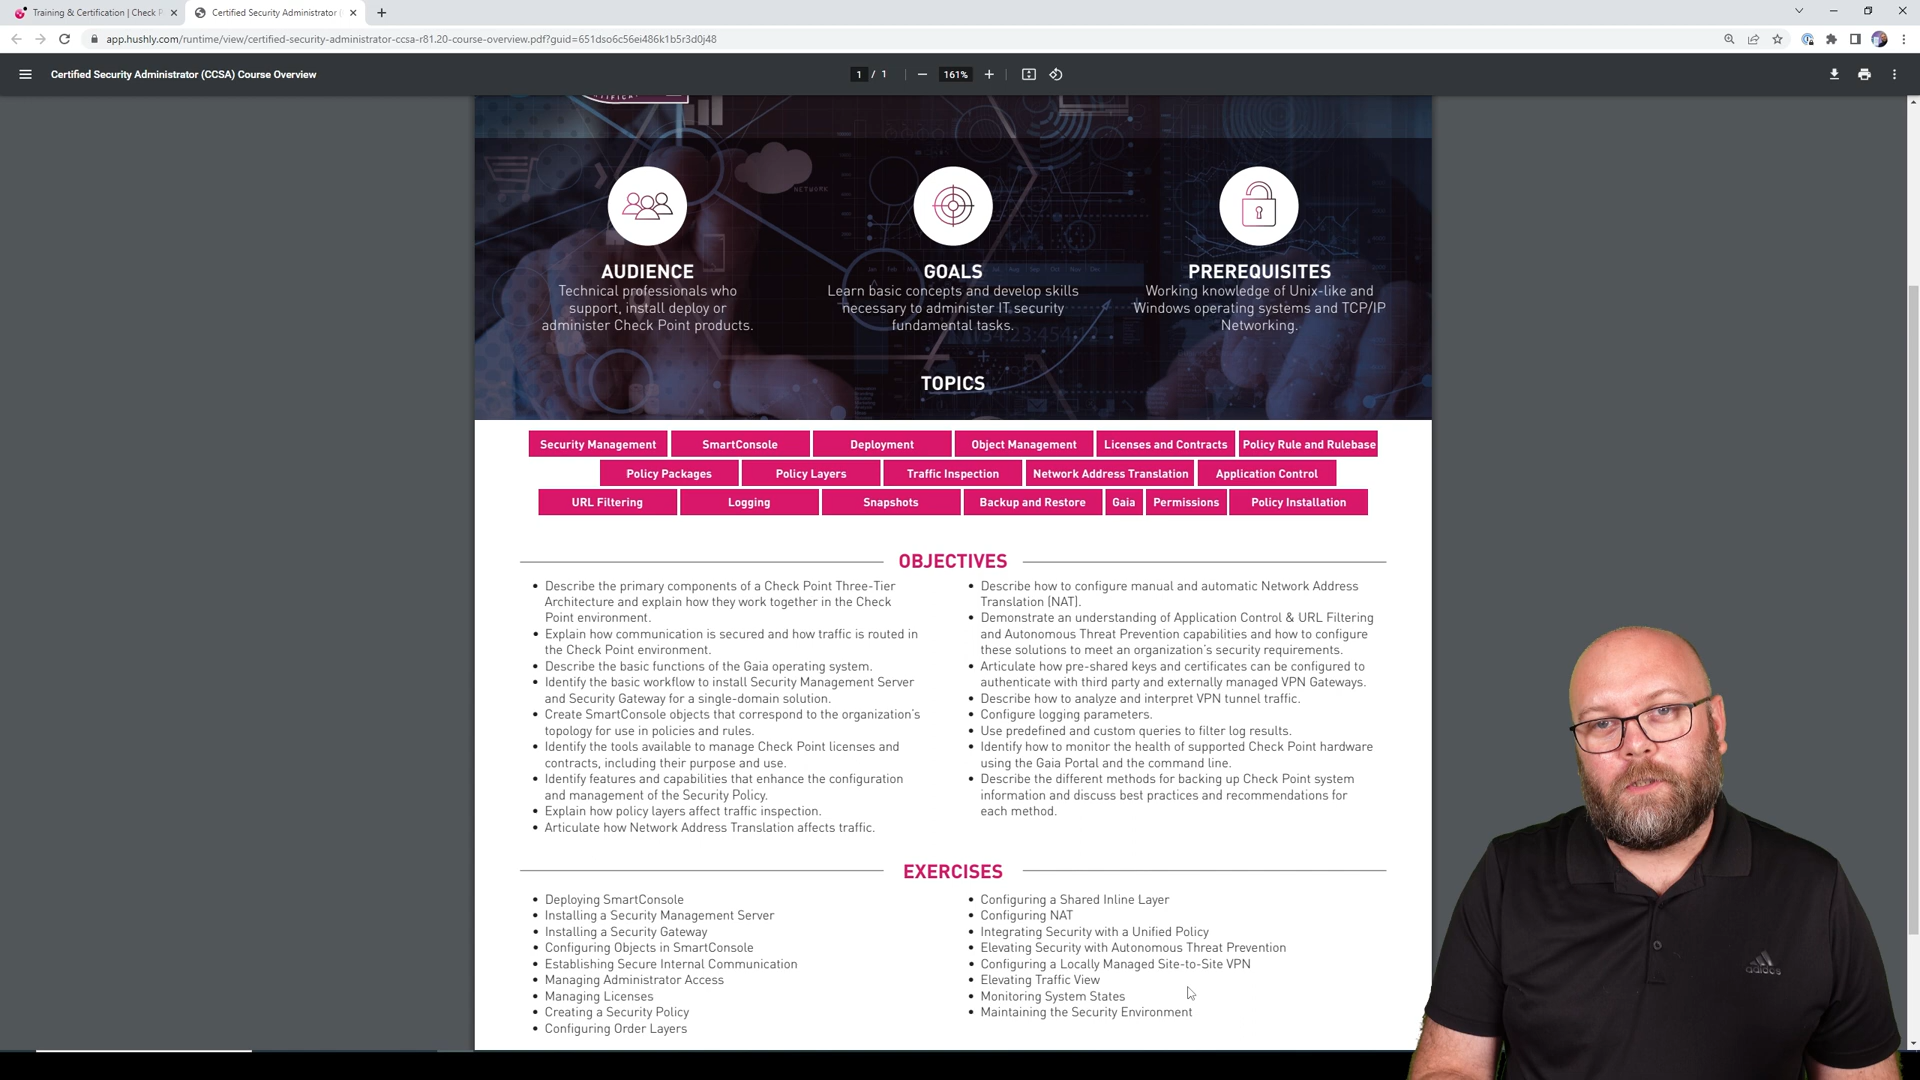 Training & Certification | Check P
Certified Security Administrator (
app.hushly.com/runtime/view/certified-security-administrator-ccsa-r81.20-course-overview.pdf?guid=651dso6c56ei486k1b5r3d0j48
Certified Security Administrator (CCSA) Course Overview
1 / 1
161%
NETWORK
AUDIENCE
Technical professionals who
support, install deploy or
administer Check Point products.
GOALS
Learn basic concepts and develop skills
necessary to administer IT security
fundamental tasks.
PREREQUISITES
Working knowledge of Unix-like and
Windows operating systems and TCP/IP
Networking.
TOPICS
Security Management
SmartConsole
Deployment
Object Management
Licenses and Contracts
Policy Rule and Rulebase
Policy Packages
Policy Layers
Traffic Inspection
Network Address Translation
Application Control
URL Filtering
Logging
Snapshots
Backup and Restore
Gaia
Permissions
Policy Installation
OBJECTIVES
• Describe the primary components of a Check Point Three-Tier
Architecture and explain how they work together in the Check
Point environment.
• Explain how communication is secured and how traffic is routed in
the Check Point environment.
• Describe the basic functions of the Gaia operating system.
• Identify the basic workflow to install Security Management Server
and Security Gateway for a single-domain solution.
• Create SmartConsole objects that correspond to the organization's
topology for use in policies and rules.
• Identify the tools available to manage Check Point licenses and
contracts, including their purpose and use.
• Identify features and capabilities that enhance the configuration
and management of the Security Policy.
• Explain how policy layers affect traffic inspection.
• Articulate how Network Address Translation affects traffic.
• Describe how to configure manual and automatic Network Address
Translation (NAT).
• Demonstrate an understanding of Application Control & URL Filtering
and Autonomous Threat Prevention capabilities and how to configure
these solutions to meet an organization's security requirements.
• Articulate how pre-shared keys and certificates can be configured to
authenticate with third party and externally managed VPN Gateways.
• Describe how to analyze and interpret VPN tunnel traffic.
• Configure logging parameters.
• Use predefined and custom queries to filter log results.
• Identify how to monitor the health of supported Check Point hardware
using the Gaia Portal and the command line.
• Describe the different methods for backing up Check Point system
information and discuss best practices and recommendations for
each method.
EXERCISES
• Deploying SmartConsole
• Installing a Security Management Server
• Installing a Security Gateway
• Configuring Objects in SmartConsole
• Establishing Secure Internal Communication
• Managing Administrator Access
• Managing Licenses
• Creating a Security Policy
• Configuring Order Layers
• Configuring a Shared Inline Layer
• Configuring NAT
• Integrating Security with a Unified Policy
• Elevating Security with Autonomous Threat Prevention
• Configuring a Locally Managed Site-to-Site VPN
• Elevating Traffic View
• Monitoring System States
• Maintaining the Security Environment
adidas